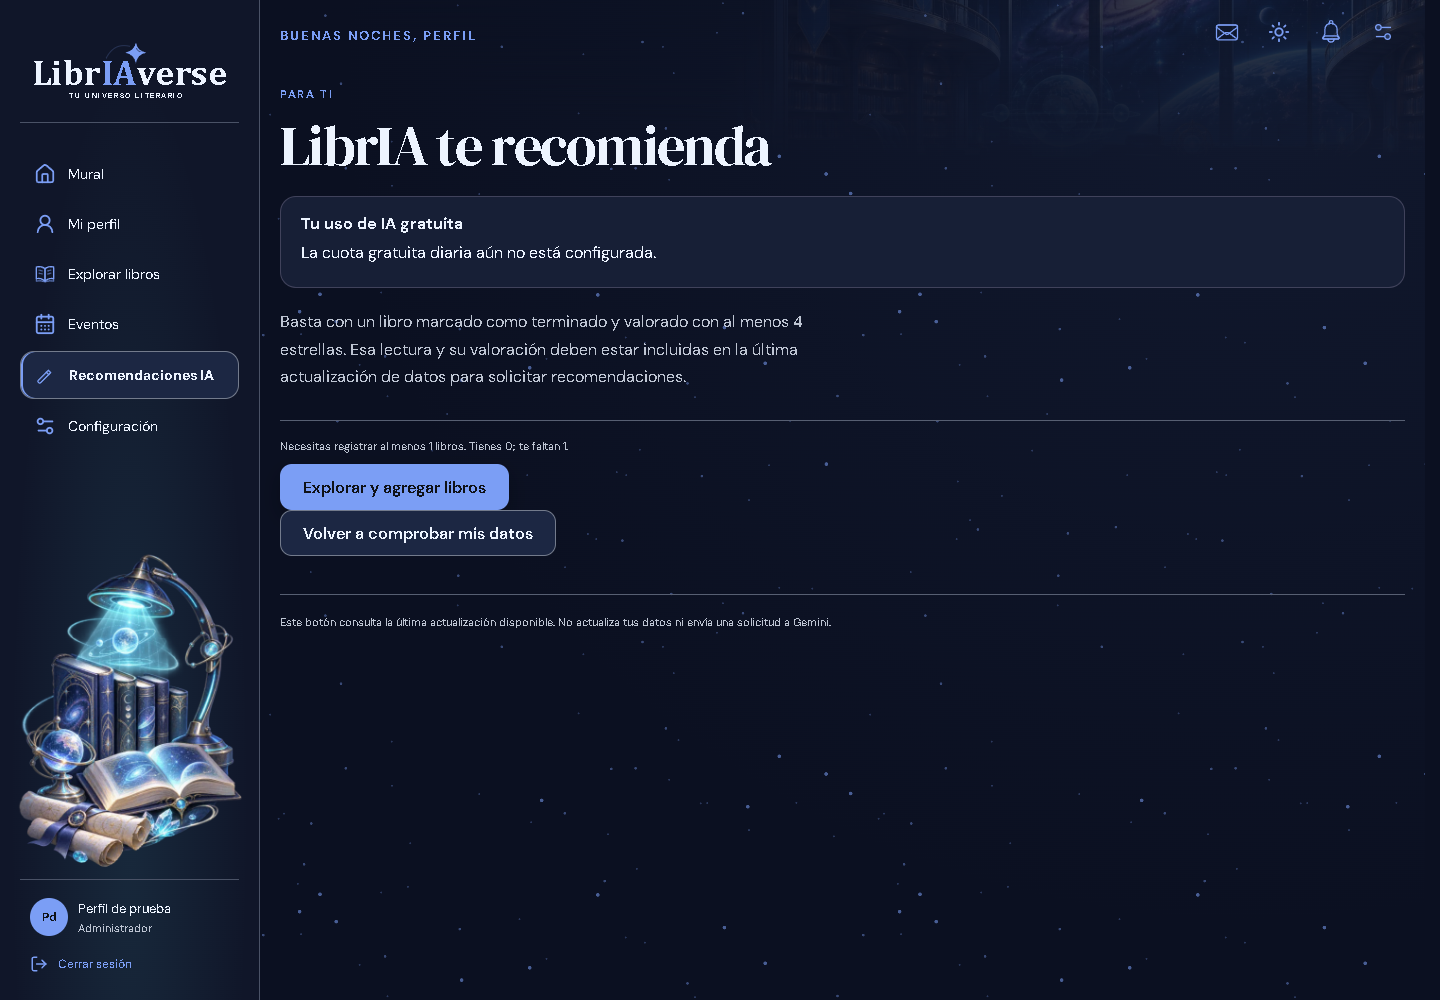 LibrIAverse
TU UNIVERSO LITERARIO
Mural
Mi perfil
Explorar libros
Eventos
Recomendaciones IA
Configuración
Pd
Perfil de prueba
Administrador
Cerrar sesión
BUENAS NOCHES, PERFIL
PARA TI
LibrIA te recomienda
Tu uso de IA gratuita
La cuota gratuita diaria aún no está configurada.
Basta con un libro marcado como terminado y valorado con al menos 4
estrellas. Esa lectura y su valoración deben estar incluidas en la última
actualización de datos para solicitar recomendaciones.
Necesitas registrar al menos 1 libros. Tienes 0; te faltan 1.
Explorar y agregar libros
Volver a comprobar mis datos
Este botón consulta la última actualización disponible. No actualiza tus datos ni envía una solicitud a Gemini.